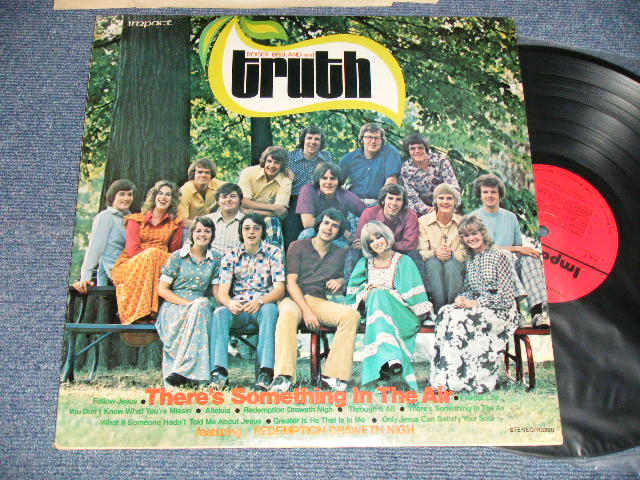 impact
ROGER BRELAND and
truth
There's Something In The Air
Follow Jesus • • Eternal Life
You Don't Know What You're Missin' • Alleluia • Redemption Draweth Nigh • Through It All • There's Something In The Air
What If Someone Hadn't Told Me About Jesus • Greater Is He That Is In Me • Only Jesus Can Satisfy Your Soul
featuring REDEMPTION DRAWETH NIGH
STEREO/R3290